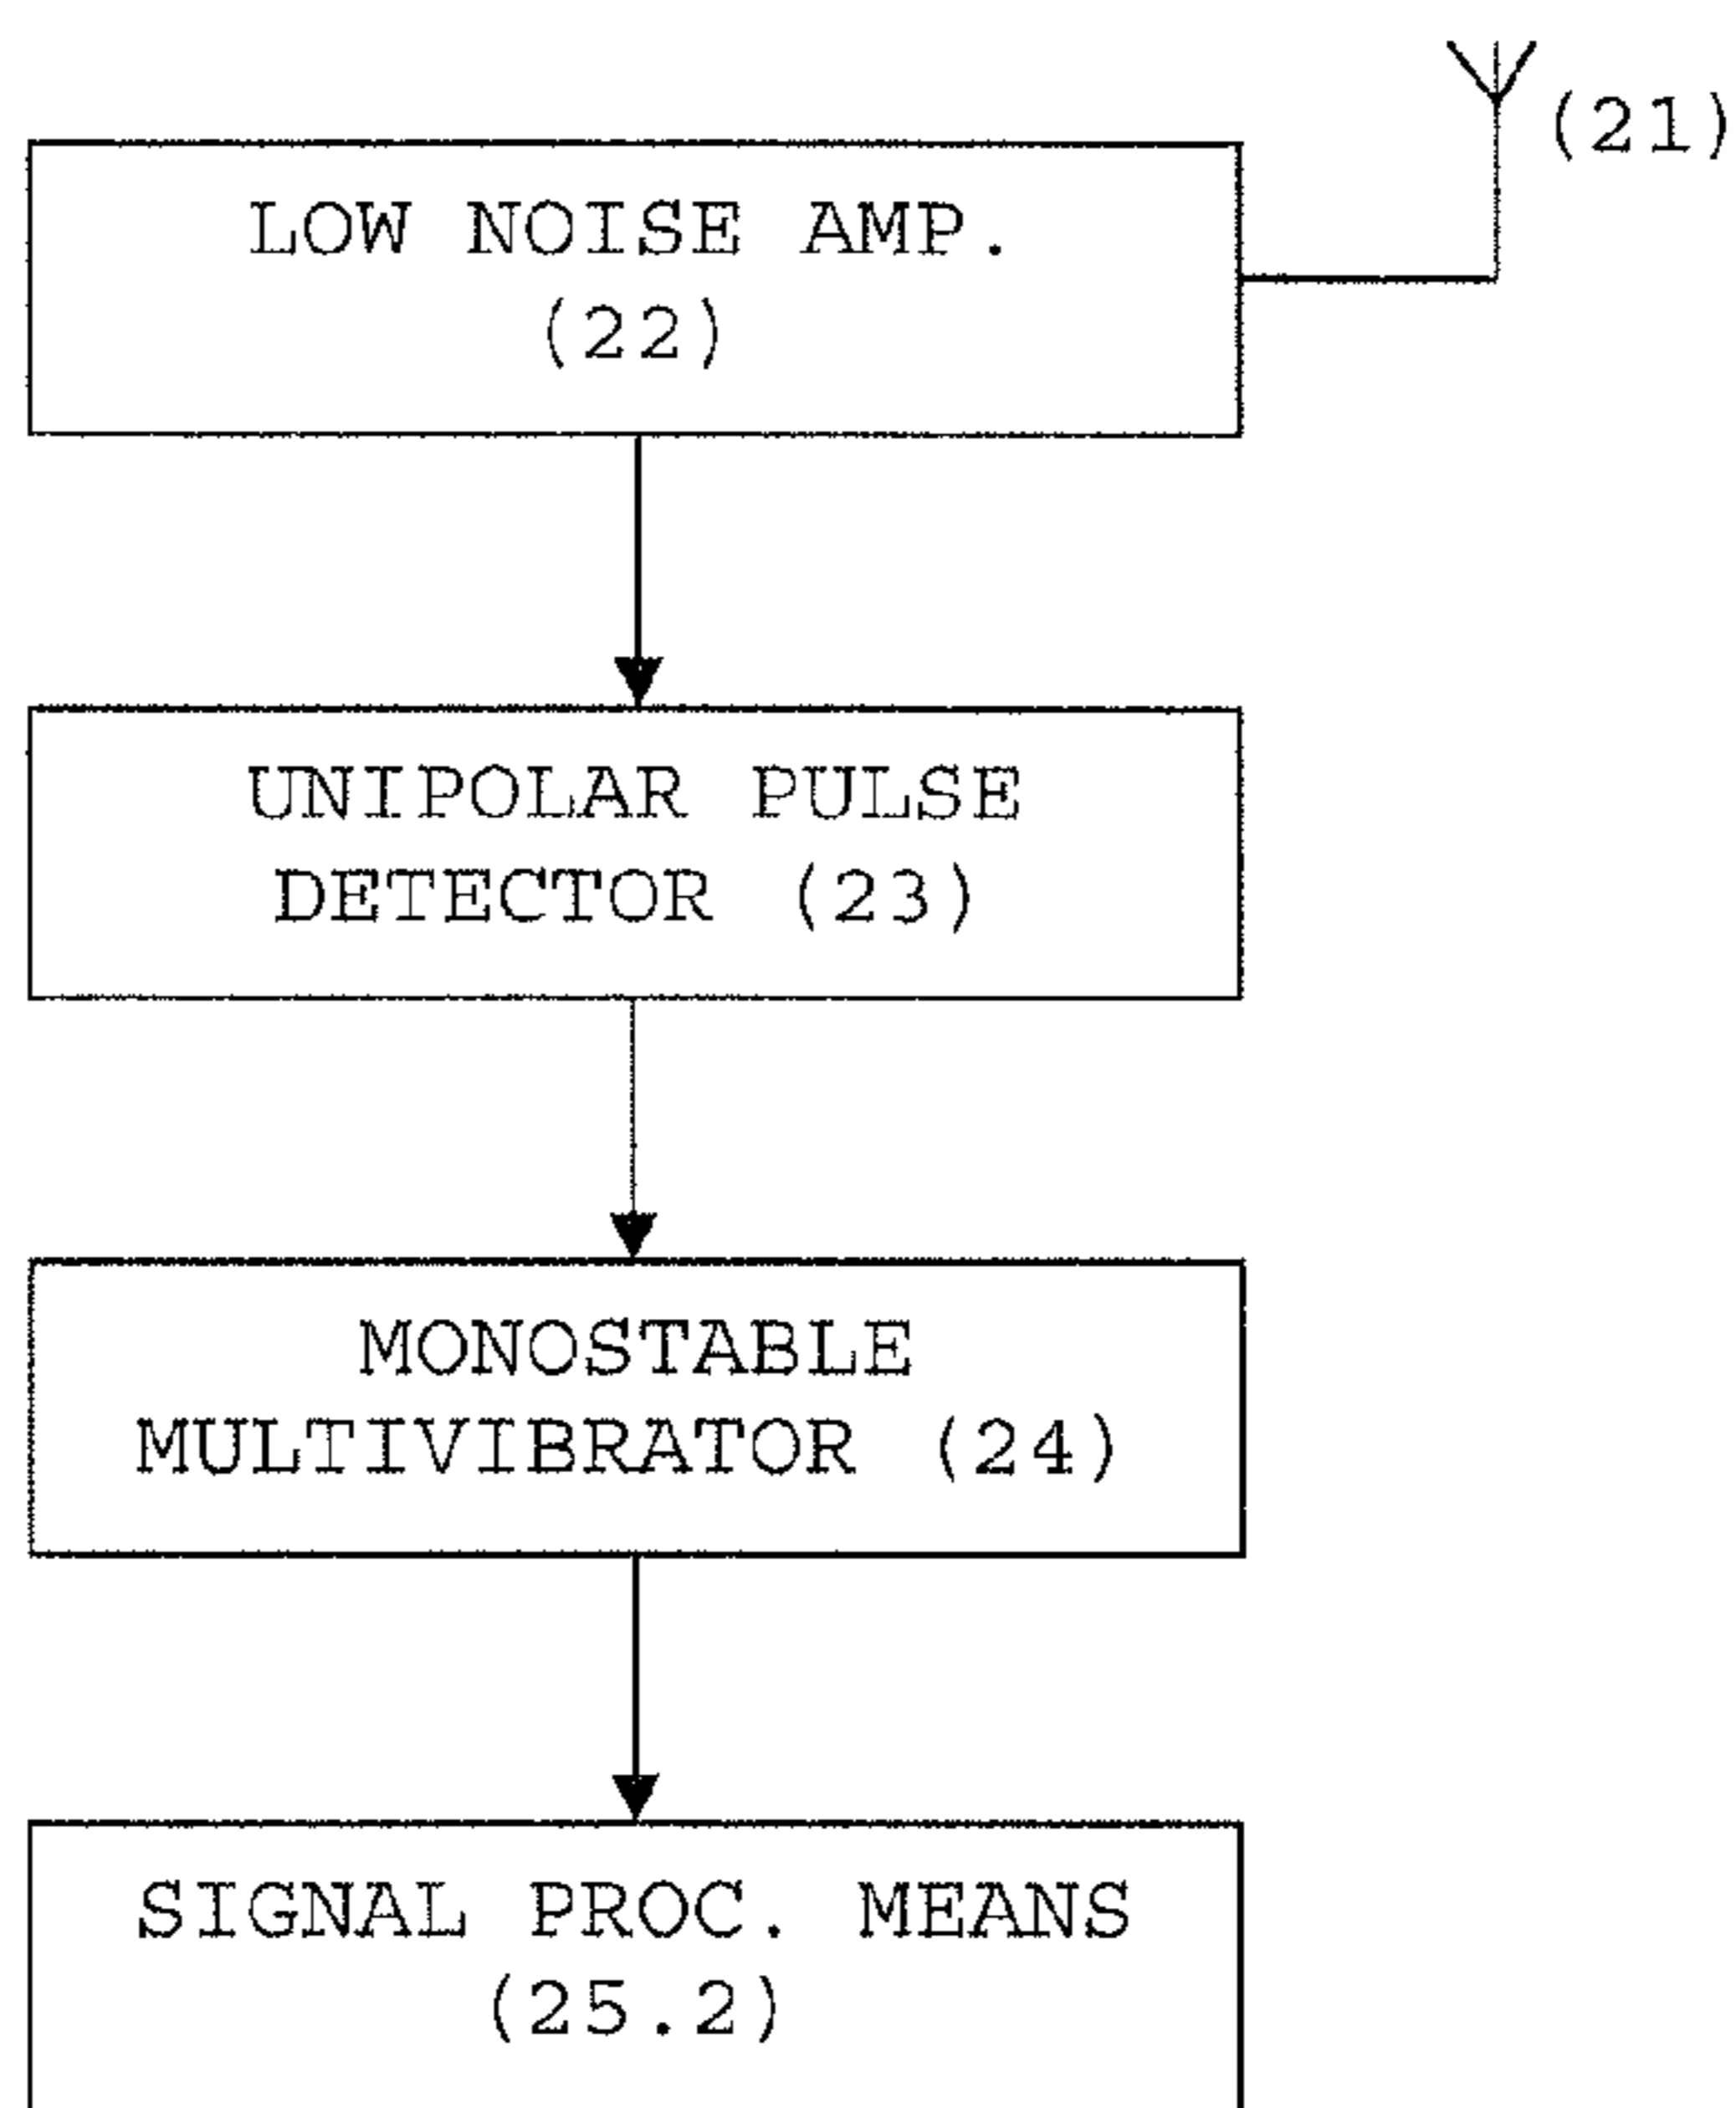 (21)
LOW NOISE AMP.
(22)
UNIPOLAR PULSE
DETECTOR (23)
MONOSTABLE
MULTIVIBRATOR (24)
SIGNAL PROC. MEANS
(25.2)